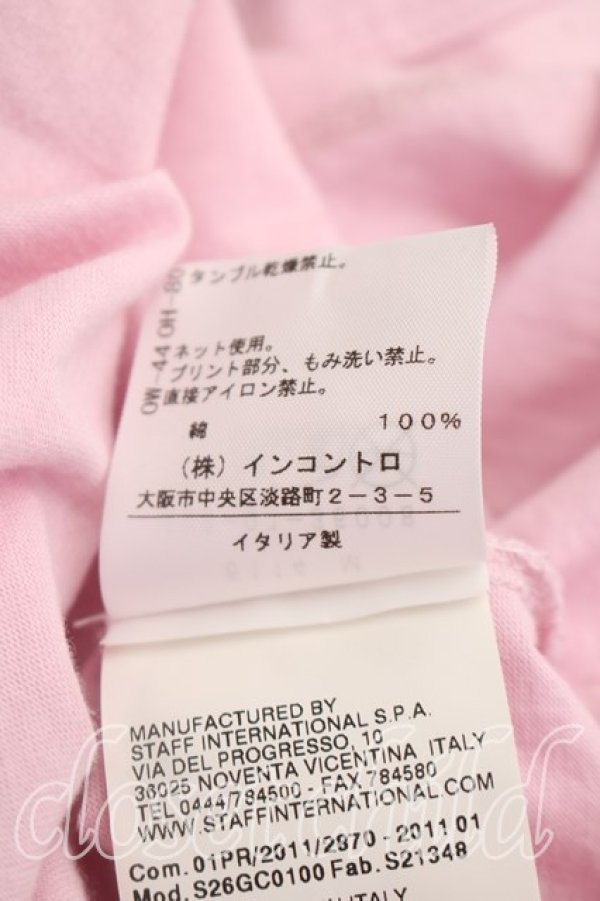 タンブル乾燥禁止。
ネット使用。
プリント部分、もみ洗い禁止。
直接アイロン禁止。
綿 100%
(株)インコントロ
大阪市中央区淡路町2-3-5
イタリア製
MANUFACTURED BY
STAFF INTERNATIONAL S.P.A.
VIA DEL PROGRESSO, 10
36025 NOVENTA VICENTINA ITALY
TEL 0444/784500 - FAX 784580
WWW.STAFFINTERNATIONAL.COM
Com. 01PR/2011/2970 - 2011 01
Mod. S26GC0100 Fab. S21348
ITALY
closet child